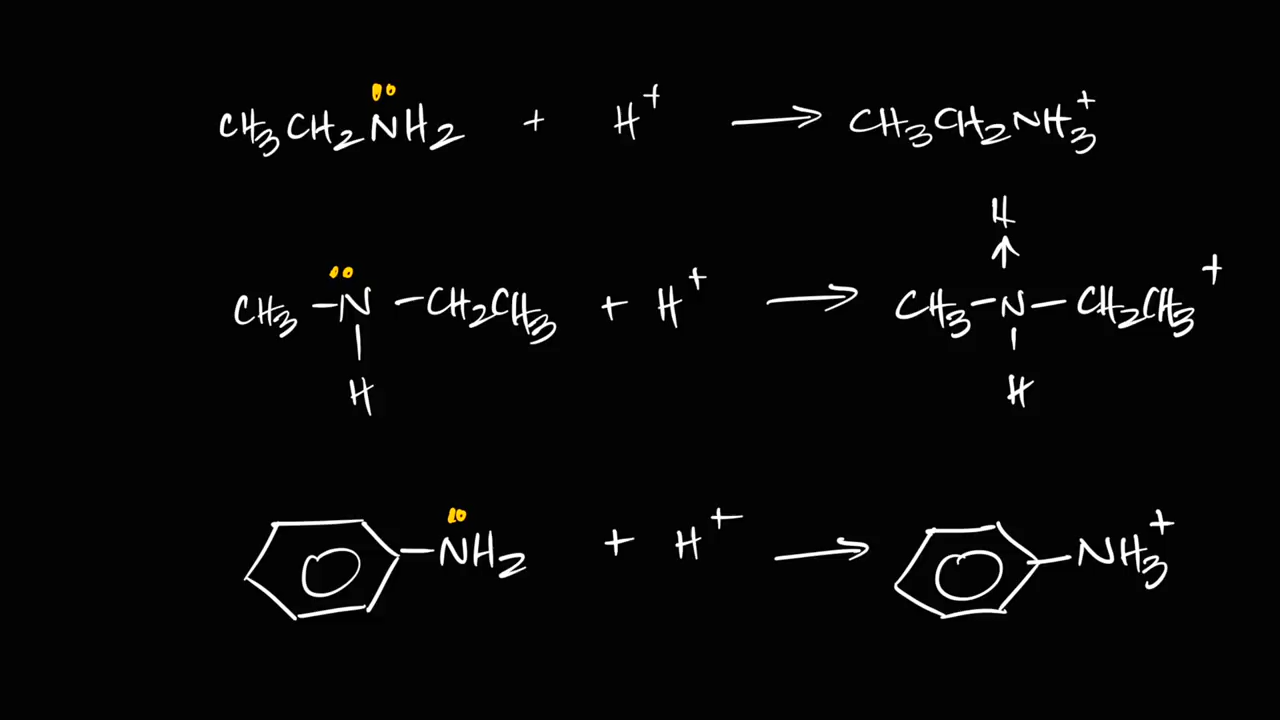 CH3CH2NH2 + H+ → CH3CH2NH3+
H
↑
CH3 – N – CH2CH3 + H+ → CH3 – N – CH2CH3 +
H H
– NH2 + H+ → – NH3+